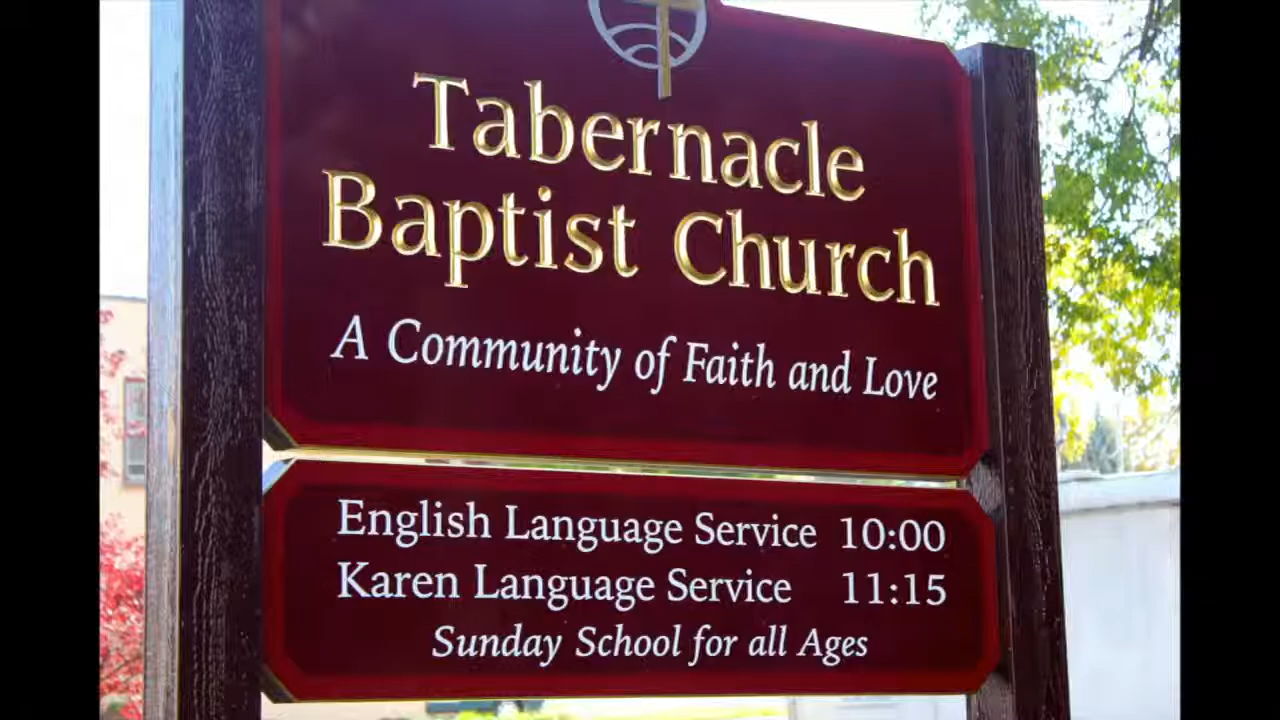 Tabernacle
Baptist Church
A Community of Faith and Love
English Language Service 10:00
Karen Language Service 11:15
Sunday School for all Ages